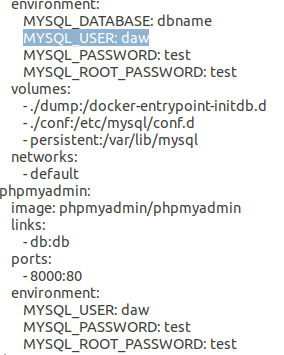 environment:
MYSQL_DATABASE: dbname
MYSQL_USER: daw
MYSQL_PASSWORD: test
MYSQL_ROOT_PASSWORD: test
volumes:
- ./dump:/docker-entrypoint-initdb.d
- ./conf:/etc/mysql/conf.d
- persistent:/var/lib/mysql
networks:
- default
phpmyadmin:
image: phpmyadmin/phpmyadmin
links:
- db:db
ports:
- 8000:80
environment:
MYSQL_USER: daw
MYSQL_PASSWORD: test
MYSQL_ROOT_PASSWORD: test